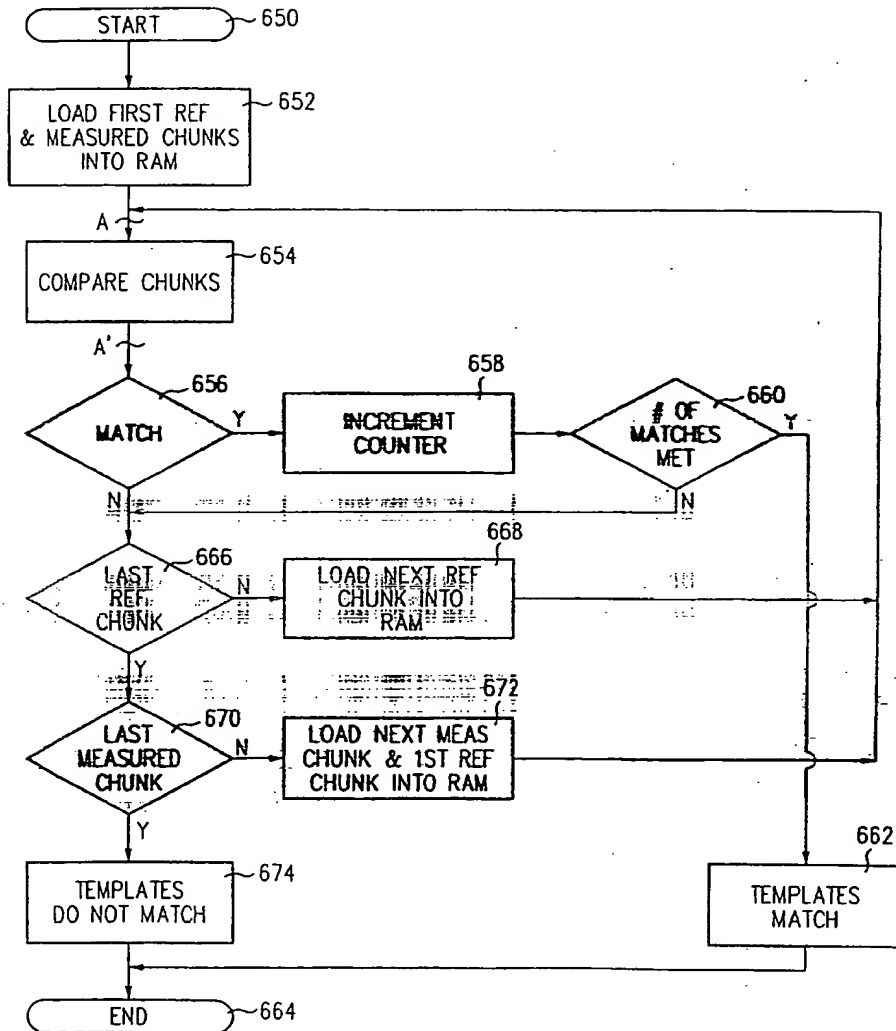 START
650
652
LOAD FIRST REF
& MEASURED CHUNKS
INTO RAM
A
654
COMPARE CHUNKS
A'
656
658
660
MATCH
Y
INCREMENT
COUNTER
# OF
MATCHES
MET
Y
N
N
666
668
LAST
REF
CHUNK
N
LOAD NEXT REF
CHUNK INTO
RAM
Y
670
672
LAST
MEASURED
CHUNK
N
LOAD NEXT MEAS
CHUNK & 1ST REF
CHUNK INTO RAM
Y
674
662
TEMPLATES
DO NOT MATCH
TEMPLATES
MATCH
END
664